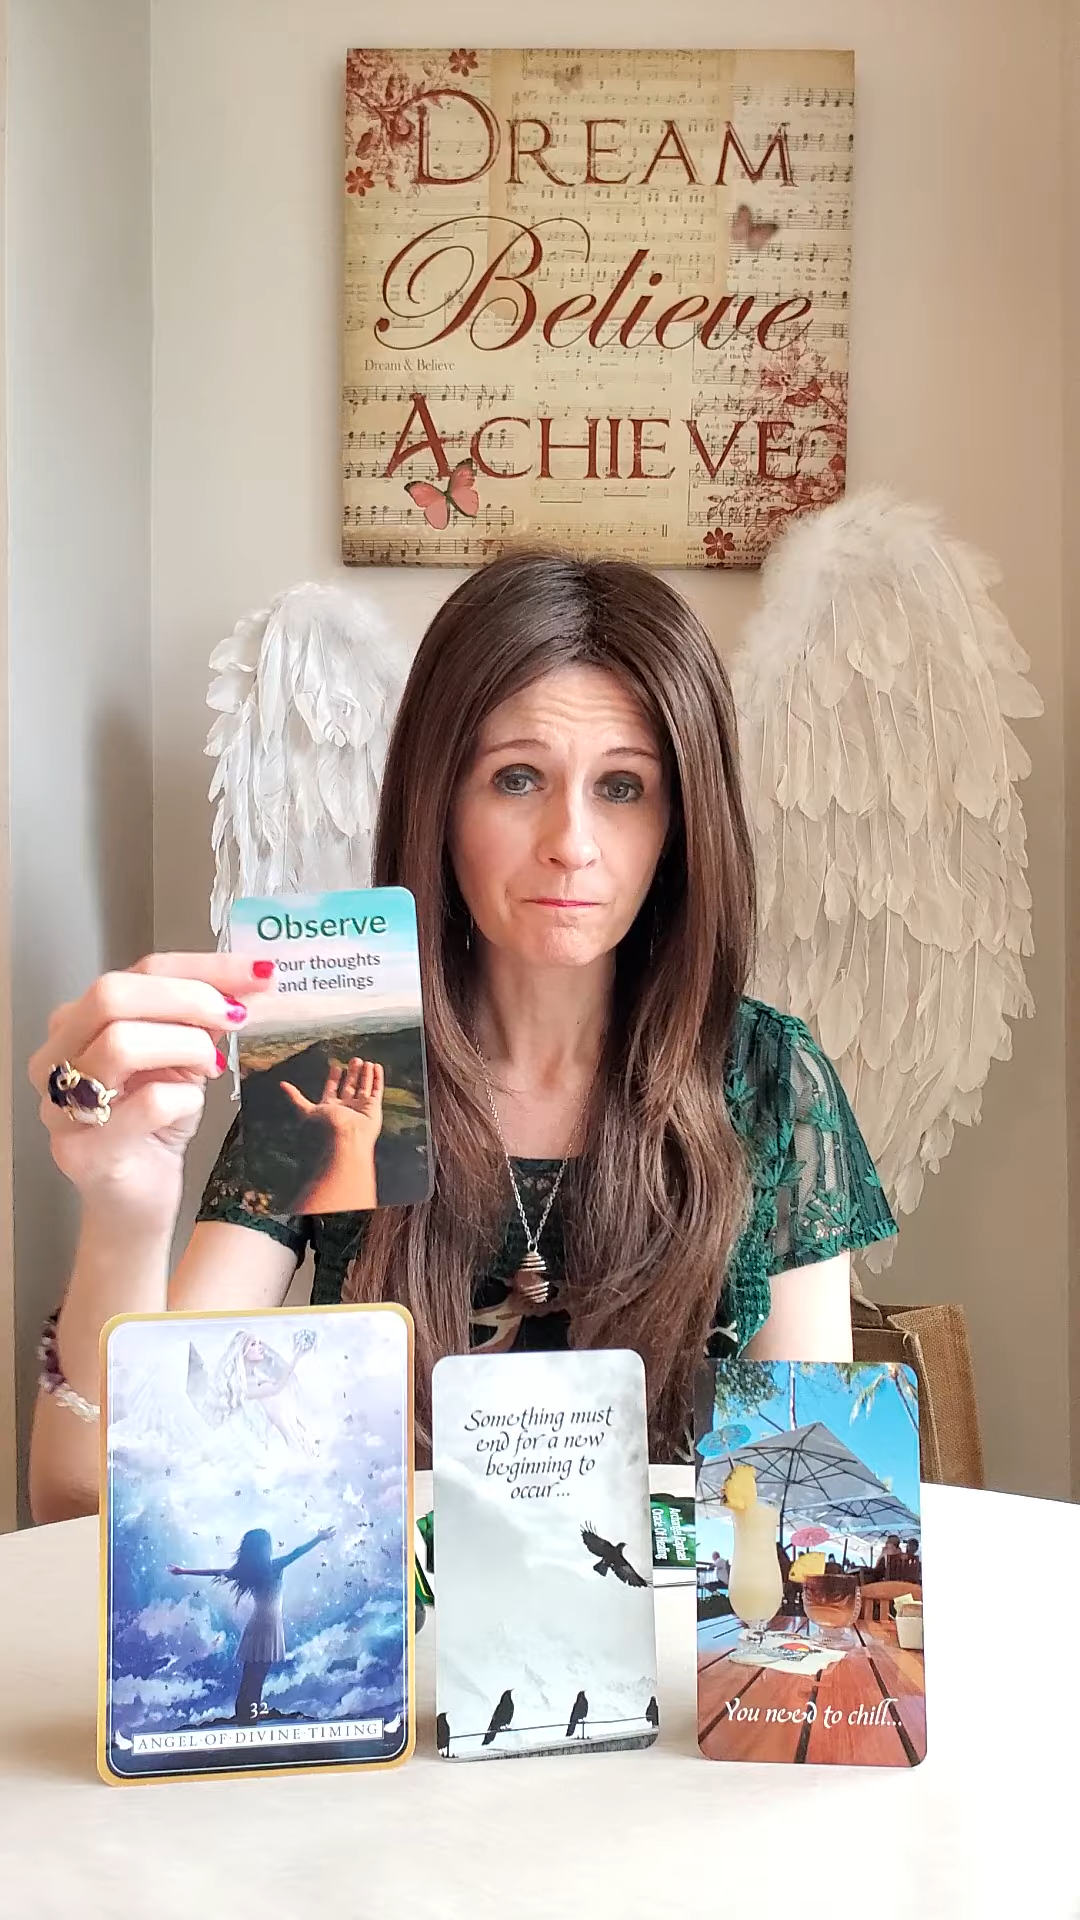 DREAM
Believe
Dream & Believe
ACHIEVE
Observe
Your thoughts
and feelings
Something must
end for a new
beginning to
occur...
32
ANGEL·OF·DIVINE·TIMING
You need to chill...